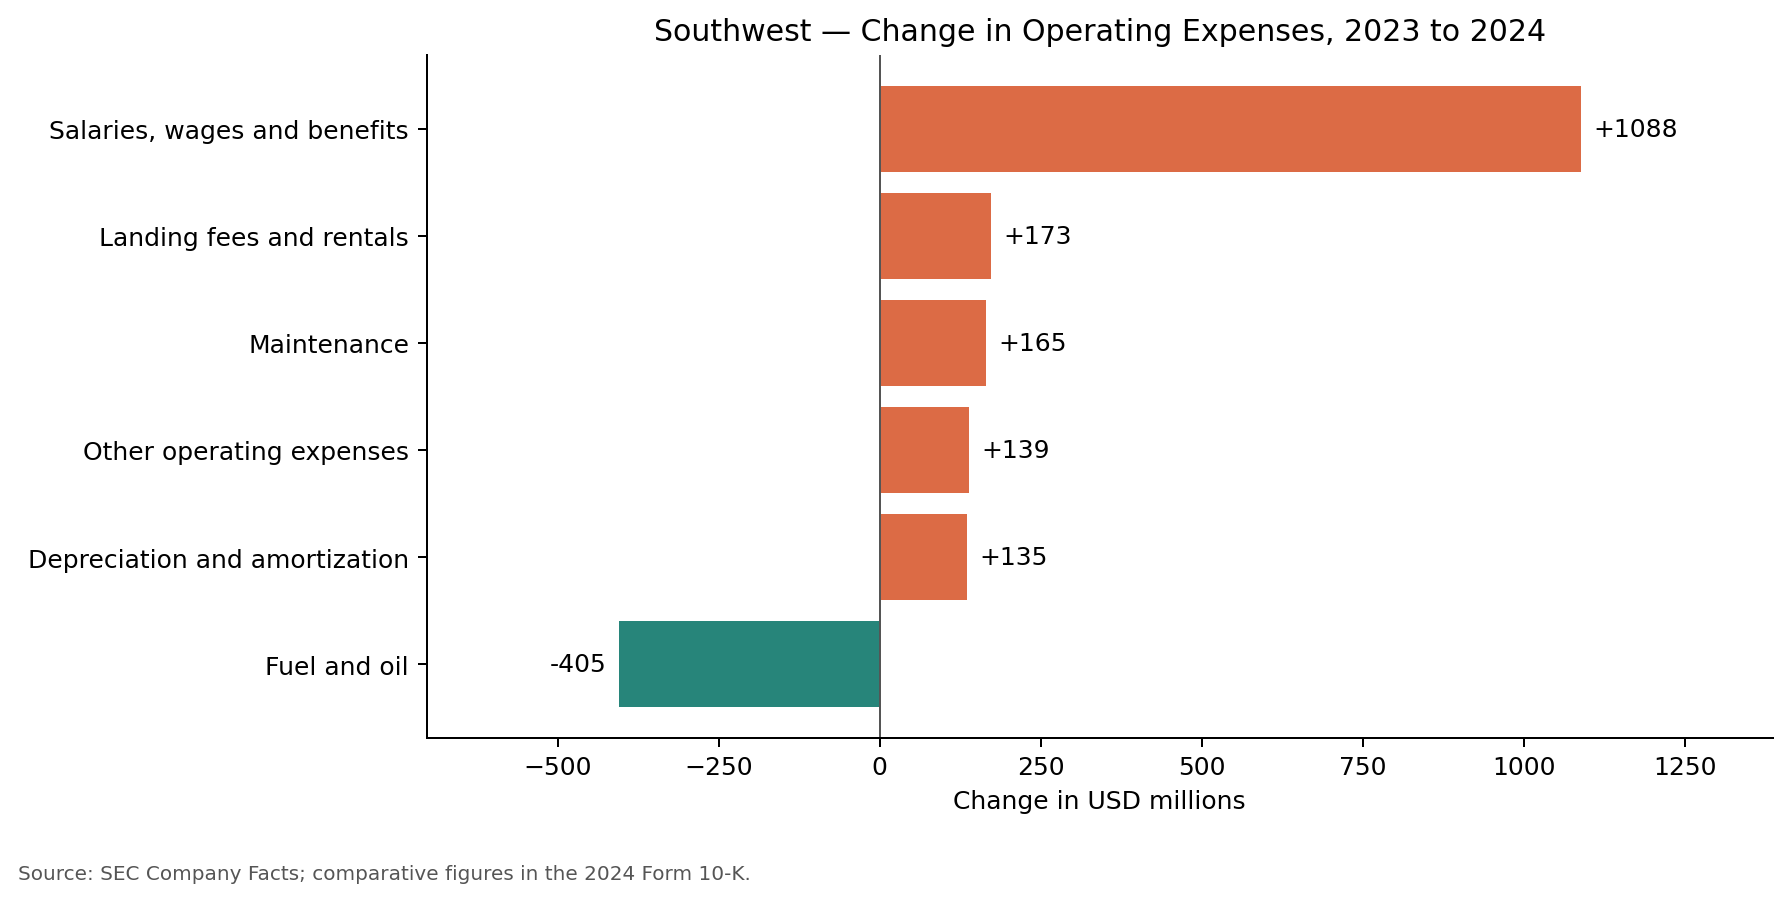 Southwest — Change in Operating Expenses, 2023 to 2024
Salaries, wages and benefits
+1088
Landing fees and rentals
+173
Maintenance
+165
Other operating expenses
+139
Depreciation and amortization
+135
Fuel and oil
-405
−500 −250 0 250 500 750 1000 1250
Change in USD millions
Source: SEC Company Facts; comparative figures in the 2024 Form 10-K.